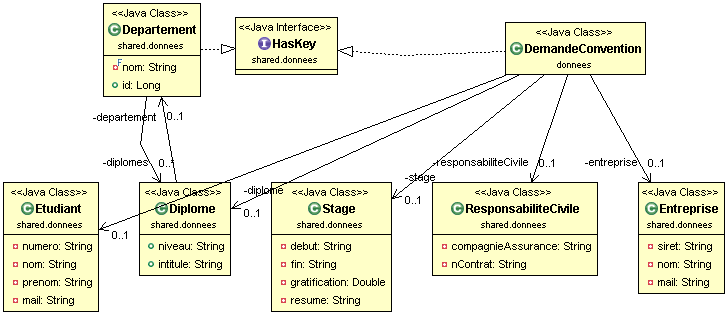 <<Java Class>>
Departement
shared.donnees
nom: String
id: Long
<<Java Interface>>
HasKey
shared.donnees
<<Java Class>>
DemandeConvention
donnees
-departement
0..1
-diplomes
0..*
-diplome
0..1
0..1
-stage
0..1
-responsabiliteCivile
0..1
-entreprise
0..1
<<Java Class>>
Etudiant
shared.donnees
numero: String
nom: String
prenom: String
mail: String
<<Java Class>>
Diplome
shared.donnees
niveau: String
intitule: String
<<Java Class>>
Stage
shared.donnees
debut: String
fin: String
gratification: Double
resume: String
<<Java Class>>
ResponsabiliteCivile
shared.donnees
compagnieAssurance: String
nContrat: String
<<Java Class>>
Entreprise
shared.donnees
siret: String
nom: String
mail: String